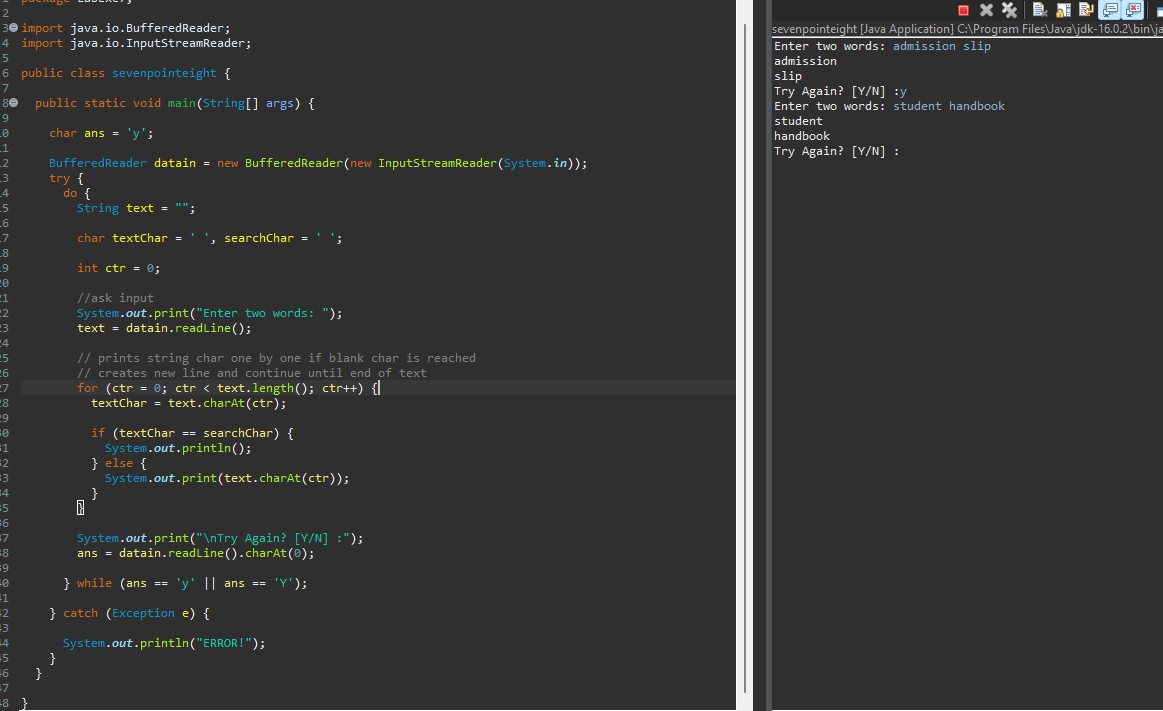 package LabExer7;
2
3 import java.io.BufferedReader;
4 import java.io.InputStreamReader;
5
6 public class sevenpointeight {
7
8 public static void main(String[] args) {
9
10 char ans = 'y';
11
12 BufferedReader datain = new BufferedReader(new InputStreamReader(System.in));
13 try {
14 do {
15 String text = "";
16
17 char textChar = ' ', searchChar = ' ';
18
19 int ctr = 0;
20
21 //ask input
22 System.out.print("Enter two words: ");
23 text = datain.readLine();
24
25 // prints string char one by one if blank char is reached
26 // creates new line and continue until end of text
27 for (ctr = 0; ctr < text.length(); ctr++) {
28 textChar = text.charAt(ctr);
29
30 if (textChar == searchChar) {
31 System.out.println();
32 } else {
33 System.out.print(text.charAt(ctr));
34 }
35 }
36
37 System.out.print("\nTry Again? [Y/N] :");
38 ans = datain.readLine().charAt(0);
39
40 } while (ans == 'y' || ans == 'Y');
41
42 } catch (Exception e) {
43
44 System.out.println("ERROR!");
45 }
46 }
47
48 }
sevenpointeight [Java Application] C:\Program Files\Java\jdk-16.0.2\bin\ja
Enter two words: admission slip
admission
slip
Try Again? [Y/N] :y
Enter two words: student handbook
student
handbook
Try Again? [Y/N] :